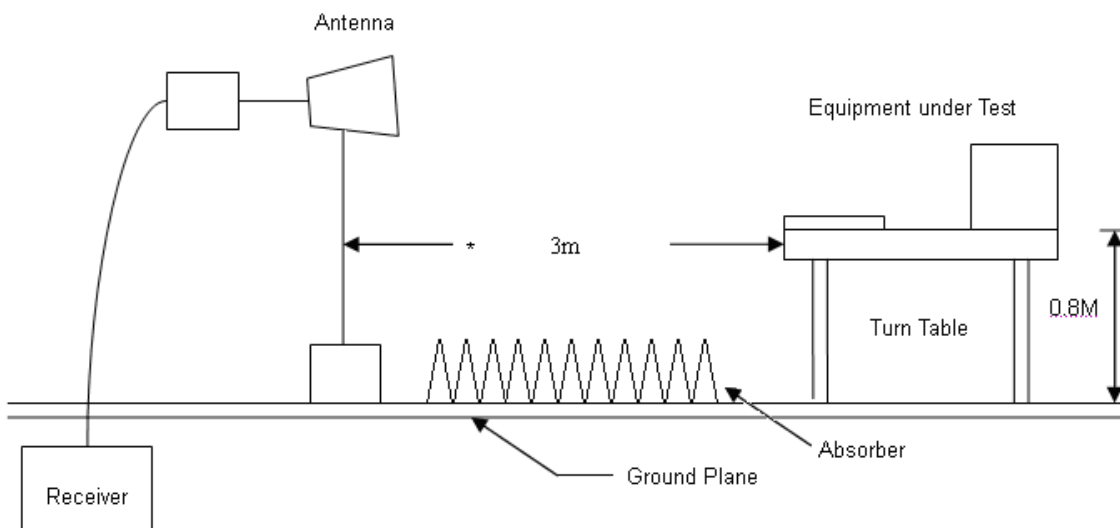 Antenna
Equipment under Test
* 3m
0.8M
Turn Table
Absorber
Ground Plane
Receiver